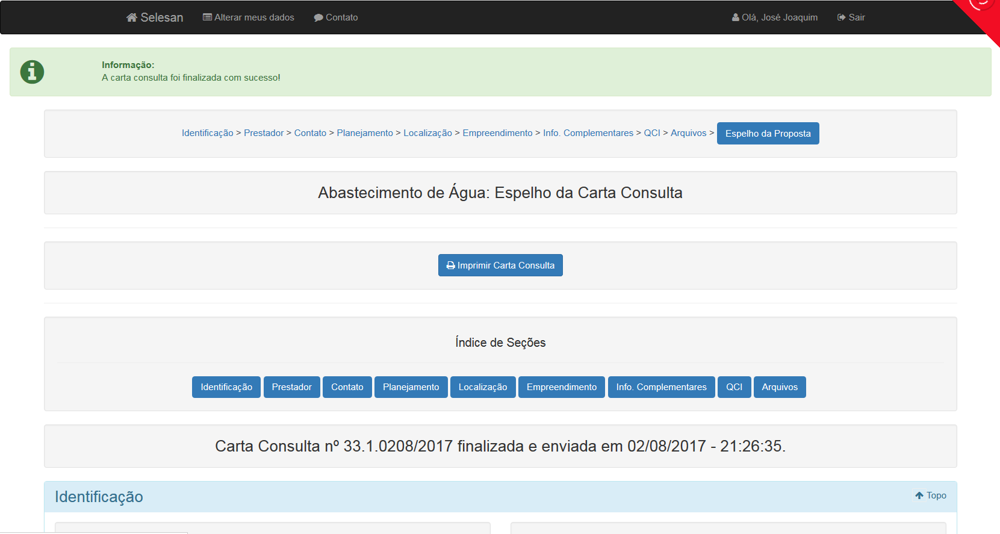 Selesan Alterar meus dados Contato Olá, José Joaquim Sair
Informação:
A carta consulta foi finalizada com sucesso!
Identificação > Prestador > Contato > Planejamento > Localização > Empreendimento > Info. Complementares > QCI > Arquivos > Espelho da Proposta
Abastecimento de Água: Espelho da Carta Consulta
Imprimir Carta Consulta
Índice de Seções
Identificação Prestador Contato Planejamento Localização Empreendimento Info. Complementares QCI Arquivos
Carta Consulta nº 33.1.0208/2017 finalizada e enviada em 02/08/2017 - 21:26:35.
Identificação Topo